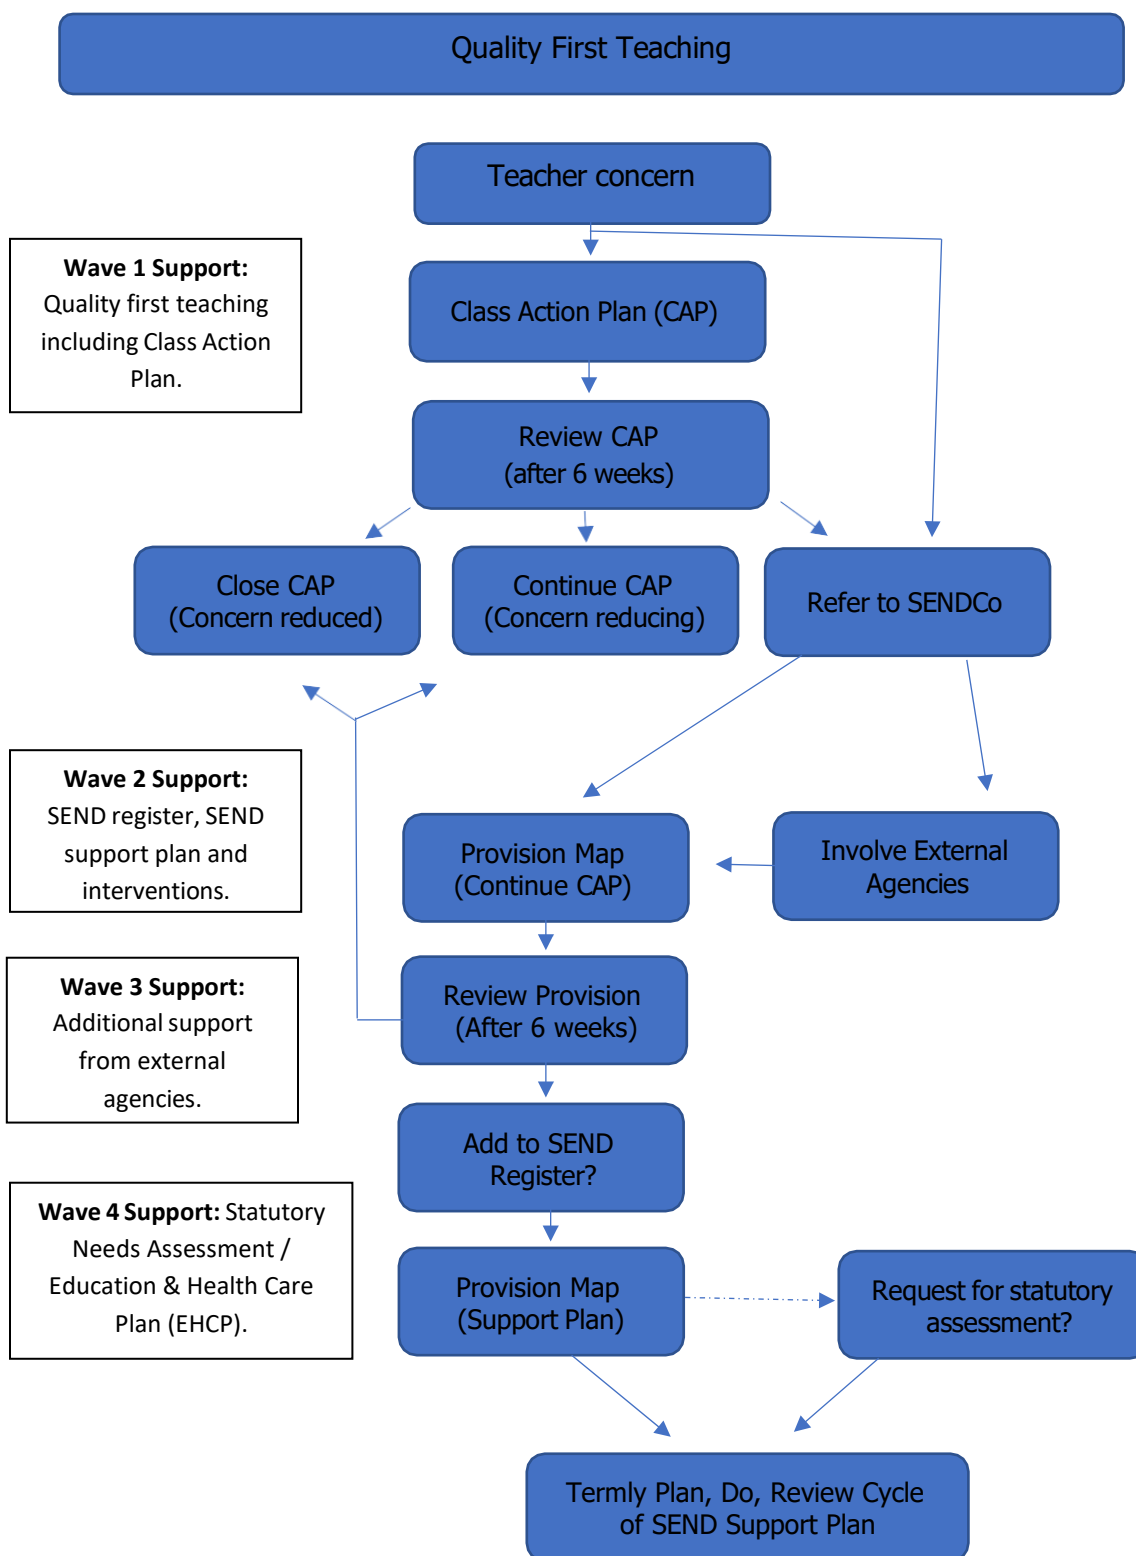 Quality First Teaching
Teacher concern
Wave 1 Support:
Quality first teaching
including Class Action
Plan.
Class Action Plan (CAP)
Review CAP
(after 6 weeks)
Close CAP
(Concern reduced)
Continue CAP
(Concern reducing)
Refer to SENDCo
Wave 2 Support:
SEND register, SEND
support plan and
interventions.
Provision Map
(Continue CAP)
Involve External
Agencies
Wave 3 Support:
Additional support
from external
agencies.
Review Provision
(After 6 weeks)
Add to SEND
Register?
Wave 4 Support: Statutory
Needs Assessment /
Education & Health Care
Plan (EHCP).
Provision Map
(Support Plan)
Request for statutory
assessment?
Termly Plan, Do, Review Cycle
of SEND Support Plan